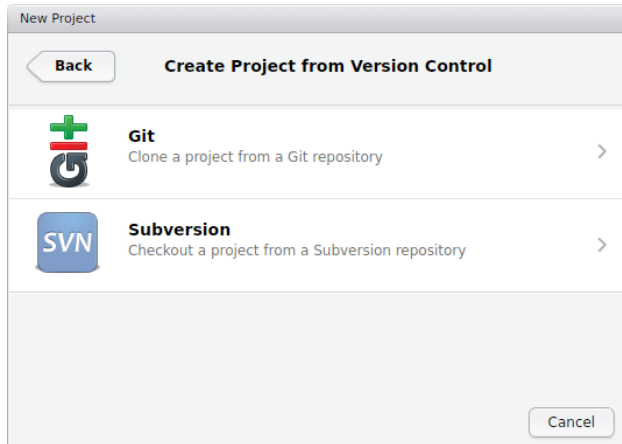 New Project
Back
Create Project from Version Control
Git
Clone a project from a Git repository
SVN
Subversion
Checkout a project from a Subversion repository
Cancel